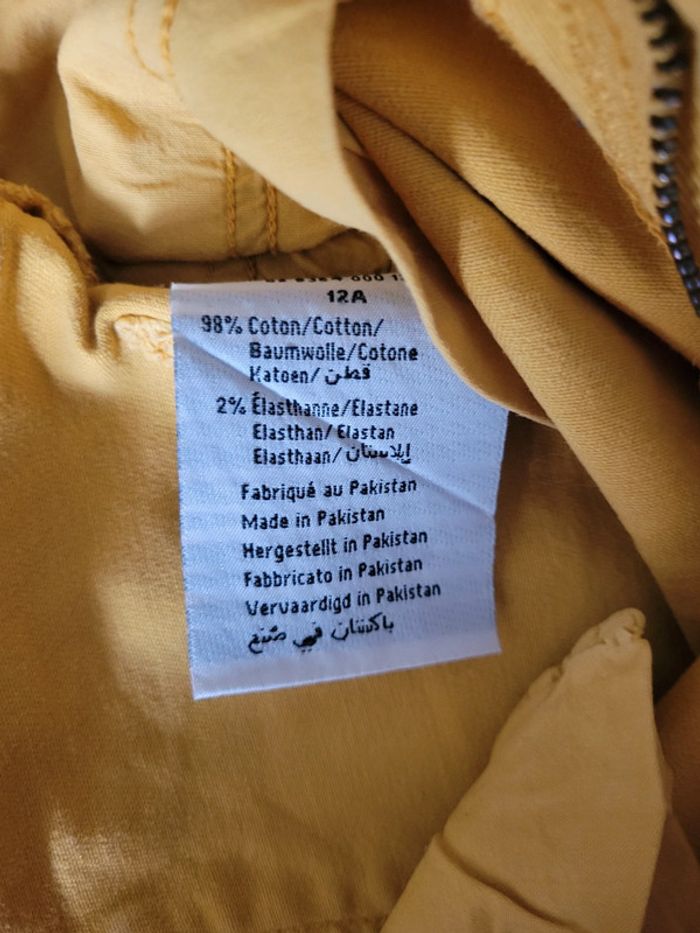 12A
98% Coton/Cotton/
Baumwolle/Cotone
Katoen/قطن
2% Élasthanne/Elastane
Elasthan/Elastan
Elasthaan/إيلاستان
Fabriqué au Pakistan
Made in Pakistan
Hergestellt in Pakistan
Fabbricato in Pakistan
Vervaardigd in Pakistan
باكستان في صُنِع